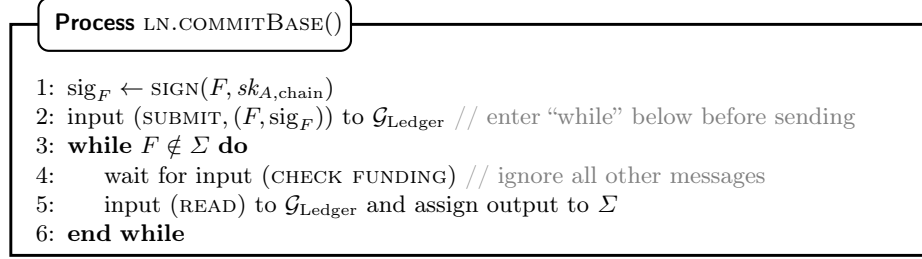 Process LN.COMMITBASE()
1: sig_F ← SIGN(F, sk_{A,chain})
2: input (SUBMIT, (F, sig_F)) to 𝒢_Ledger // enter “while” below before sending
3: while F ∉ Σ do
4: wait for input (CHECK FUNDING) // ignore all other messages
5: input (READ) to 𝒢_Ledger and assign output to Σ
6: end while